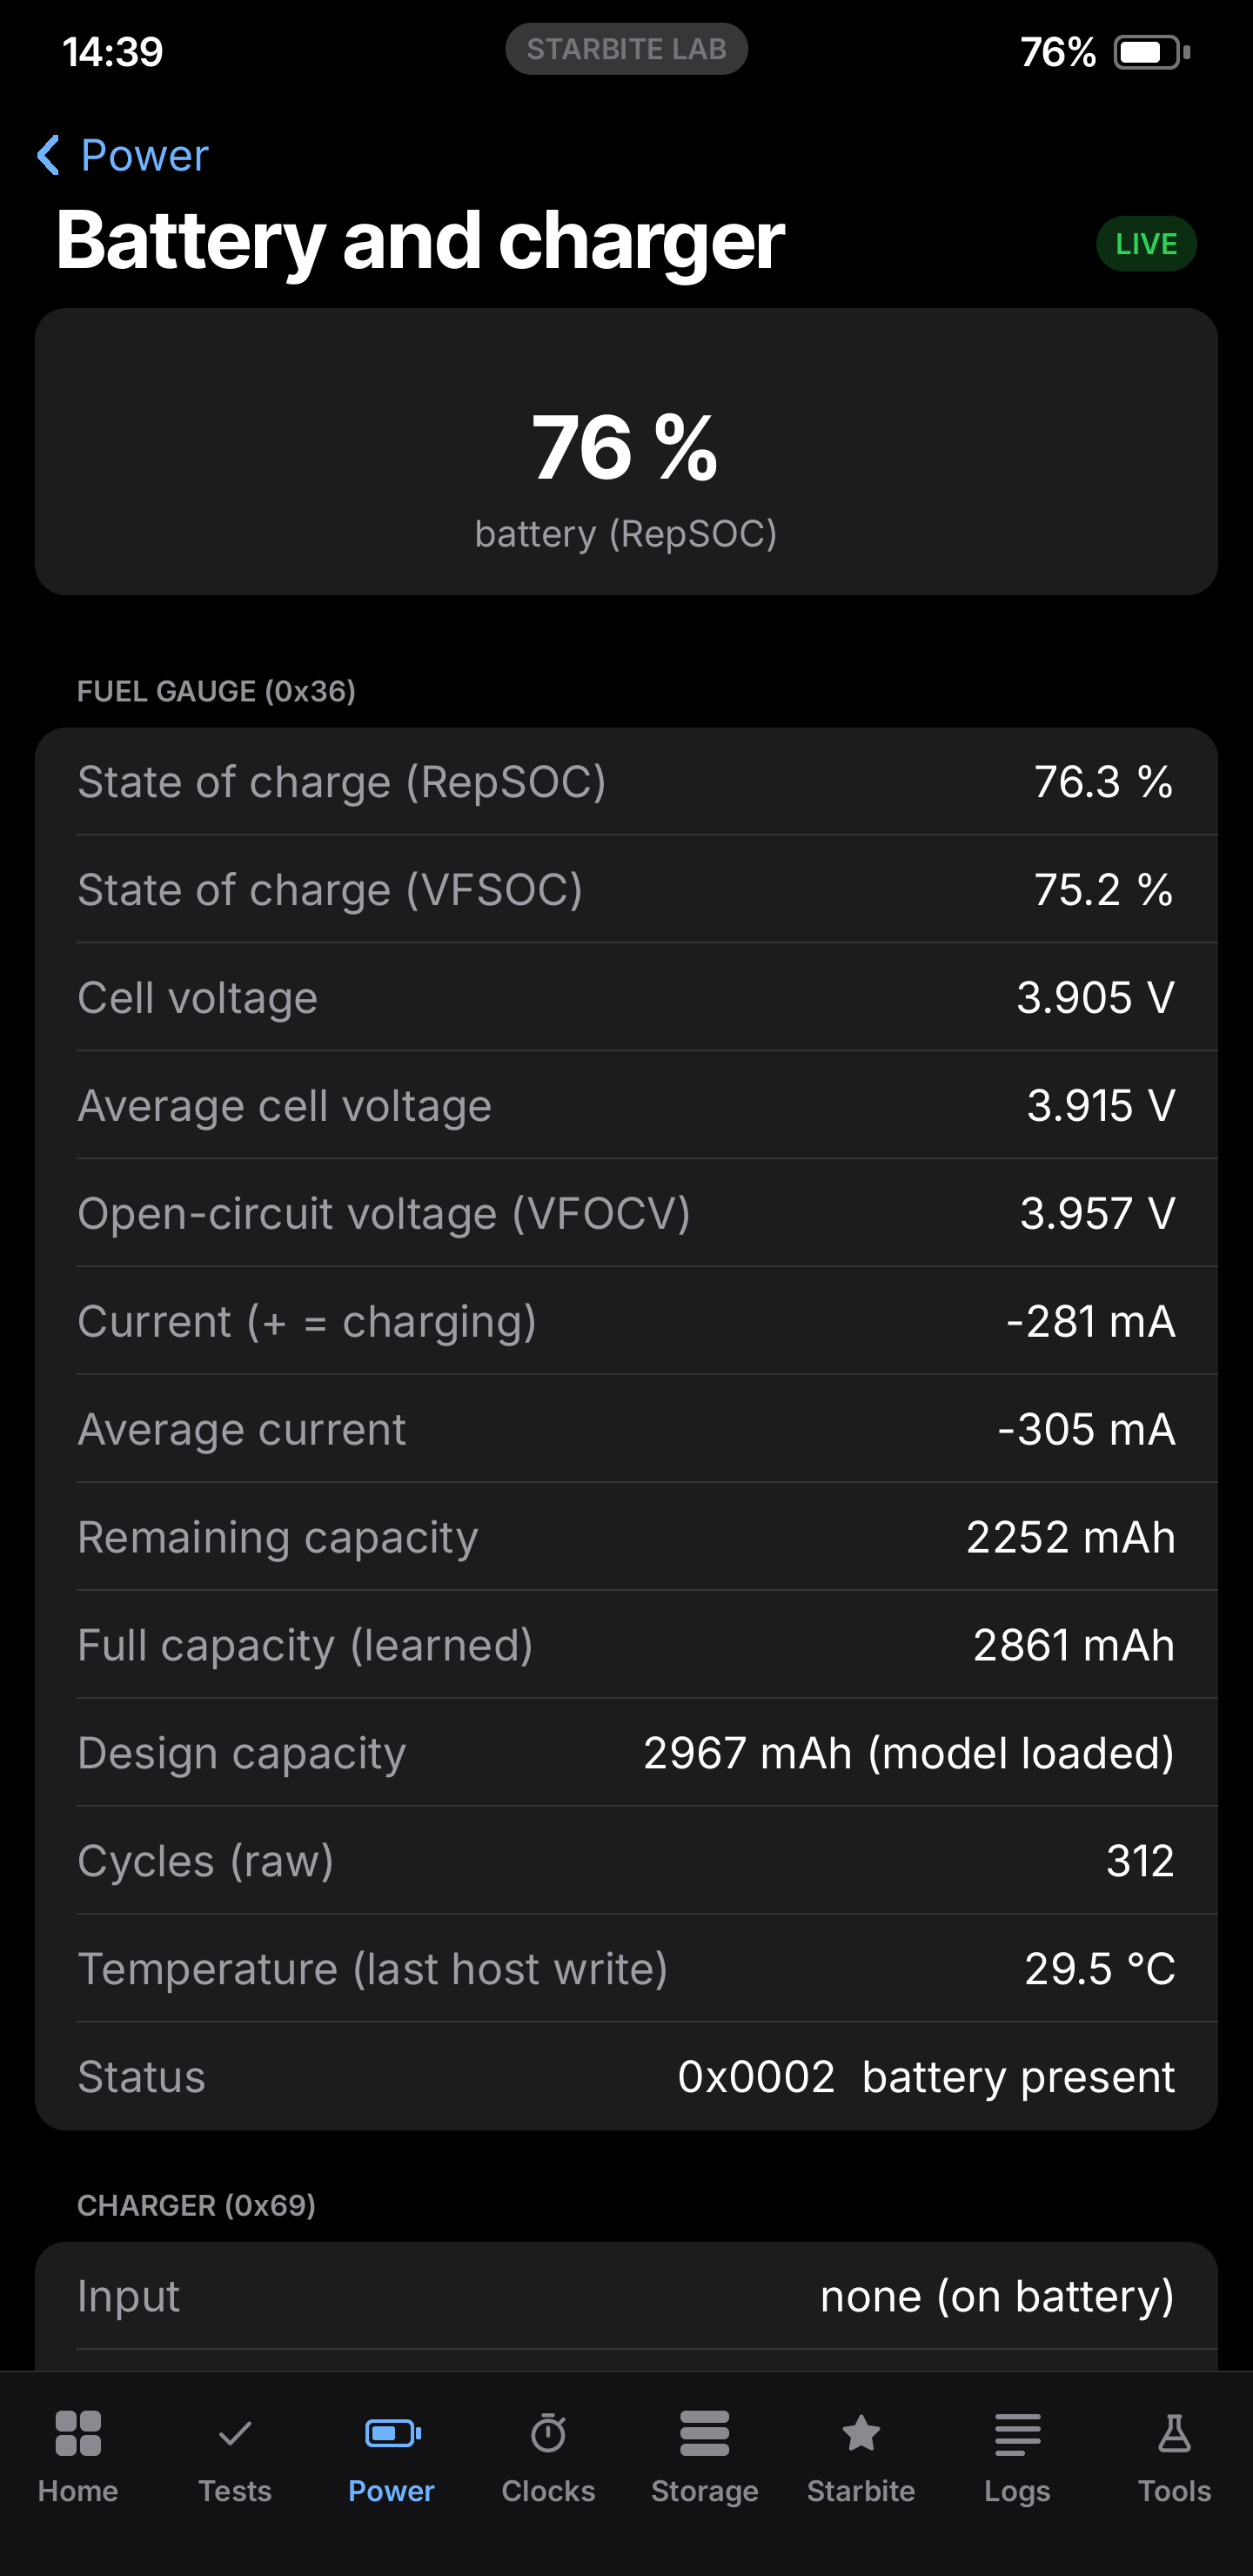 14:39
STARBITE LAB
76%
Power
Battery and charger
LIVE
76 %
battery (RepSOC)
FUEL GAUGE (0x36)
State of charge (RepSOC) 76.3 %
State of charge (VFSOC) 75.2 %
Cell voltage 3.905 V
Average cell voltage 3.915 V
Open-circuit voltage (VFOCV) 3.957 V
Current (+ = charging) -281 mA
Average current -305 mA
Remaining capacity 2252 mAh
Full capacity (learned) 2861 mAh
Design capacity 2967 mAh (model loaded)
Cycles (raw) 312
Temperature (last host write) 29.5 °C
Status 0x0002 battery present
CHARGER (0x69)
Input none (on battery)
Home Tests Power Clocks Storage Starbite Logs Tools